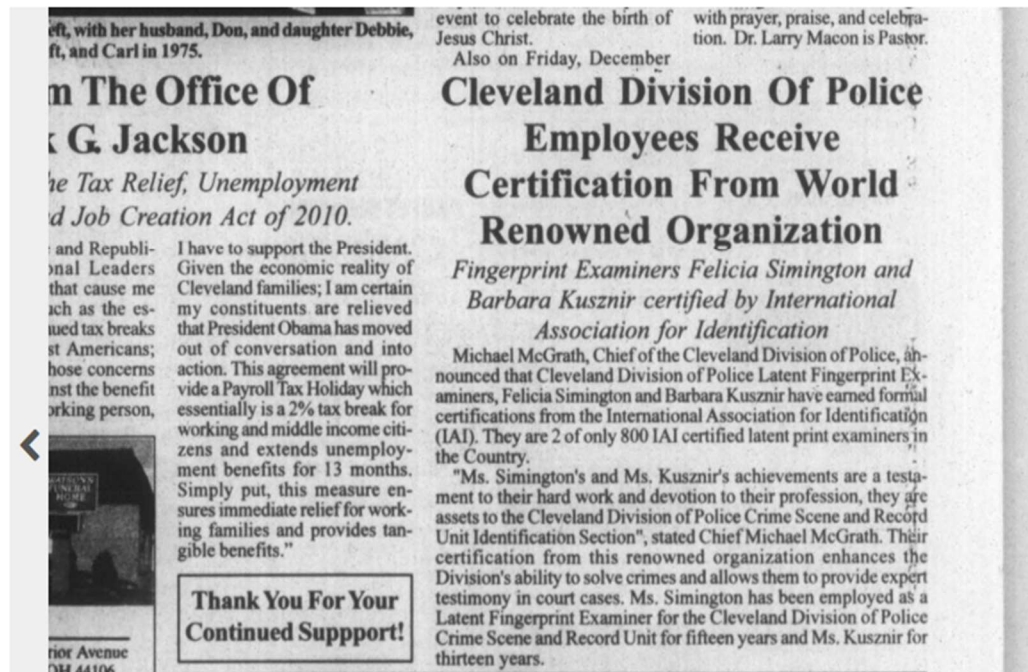 eft, with her husband, Don, and daughter Debbie,
ft, and Carl in 1975.
m The Office Of
k G. Jackson
he Tax Relief, Unemployment
d Job Creation Act of 2010.
and Republi-
onal Leaders
that cause me
uch as the es-
ued tax breaks
st Americans;
hose concerns
inst the benefit
orking person,
WATSON'S
FUNERAL
HOME
rior Avenue
OH 44106
I have to support the President.
Given the economic reality of
Cleveland families; I am certain
my constituents are relieved
that President Obama has moved
out of conversation and into
action. This agreement will pro-
vide a Payroll Tax Holiday which
essentially is a 2% tax break for
working and middle income citi-
zens and extends unemploy-
ment benefits for 13 months.
Simply put, this measure en-
sures immediate relief for work-
ing families and provides tan-
gible benefits."
Thank You For Your
Continued Suppport!
event to celebrate the birth of
Jesus Christ.
Also on Friday, December
with prayer, praise, and celebra-
tion. Dr. Larry Macon is Pastor.
Cleveland Division Of Police
Employees Receive
Certification From World
Renowned Organization
Fingerprint Examiners Felicia Simington and
Barbara Kusznir certified by International
Association for Identification
Michael McGrath, Chief of the Cleveland Division of Police, an-
nounced that Cleveland Division of Police Latent Fingerprint Ex-
aminers, Felicia Simington and Barbara Kusznir have earned formal
certifications from the International Association for Identification
(IAI). They are 2 of only 800 IAI certified latent print examiners in
the Country.
"Ms. Simington's and Ms. Kusznir's achievements are a testa-
ment to their hard work and devotion to their profession, they are
assets to the Cleveland Division of Police Crime Scene and Record
Unit Identification Section", stated Chief Michael McGrath. Their
certification from this renowned organization enhances the
Division's ability to solve crimes and allows them to provide expert
testimony in court cases. Ms. Simington has been employed as a
Latent Fingerprint Examiner for the Cleveland Division of Police
Crime Scene and Record Unit for fifteen years and Ms. Kusznir for
thirteen years.